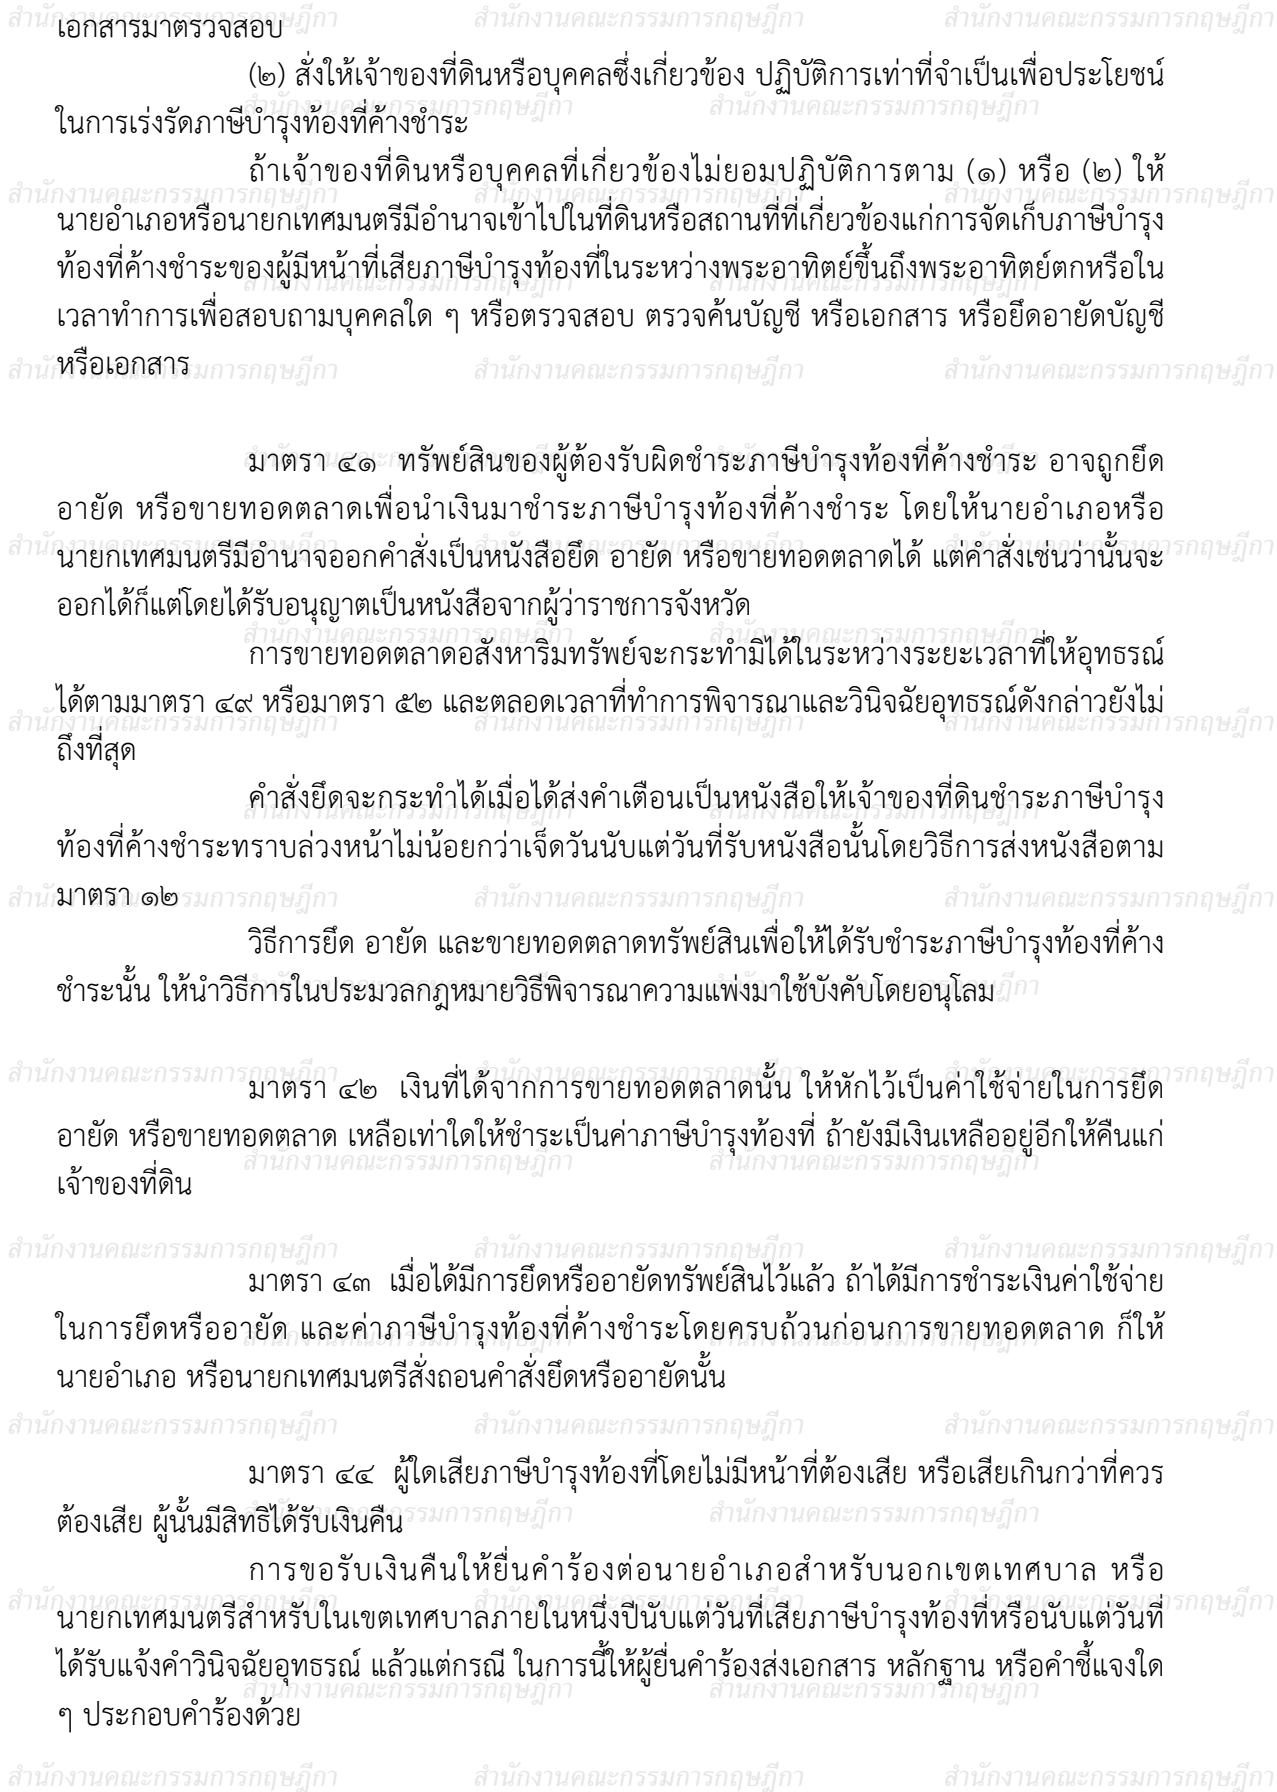 เอกสารมาตรวจสอบ
(๒) สั่งให้เจ้าของที่ดินหรือบุคคลซึ่งเกี่ยวข้อง ปฏิบัติการเท่าที่จำเป็นเพื่อประโยชน์
ในการเร่งรัดภาษีบำรุงท้องที่ค้างชำระ
ถ้าเจ้าของที่ดินหรือบุคคลที่เกี่ยวข้องไม่ยอมปฏิบัติการตาม (๑) หรือ (๒) ให้
นายอำเภอหรือนายกเทศมนตรีมีอำนาจเข้าไปในที่ดินหรือสถานที่ที่เกี่ยวข้องแก่การจัดเก็บภาษีบำรุง
ท้องที่ค้างชำระของผู้มีหน้าที่เสียภาษีบำรุงท้องที่ในระหว่างพระอาทิตย์ขึ้นถึงพระอาทิตย์ตกหรือใน
เวลาทำการเพื่อสอบถามบุคคลใด ๆ หรือตรวจสอบ ตรวจค้นบัญชี หรือเอกสาร หรือยึดอายัดบัญชี
หรือเอกสาร
มาตรา ๔๑ ทรัพย์สินของผู้ต้องรับผิดชำระภาษีบำรุงท้องที่ค้างชำระ อาจถูกยึด
อายัด หรือขายทอดตลาดเพื่อนำเงินมาชำระภาษีบำรุงท้องที่ค้างชำระ โดยให้นายอำเภอหรือ
นายกเทศมนตรีมีอำนาจออกคำสั่งเป็นหนังสือยึด อายัด หรือขายทอดตลาดได้ แต่คำสั่งเช่นว่านั้นจะ
ออกได้ก็แต่โดยได้รับอนุญาตเป็นหนังสือจากผู้ว่าราชการจังหวัด
การขายทอดตลาดอสังหาริมทรัพย์จะกระทำมิได้ในระหว่างระยะเวลาที่ให้อุทธรณ์
ได้ตามมาตรา ๔๙ หรือมาตรา ๕๒ และตลอดเวลาที่ทำการพิจารณาและวินิจฉัยอุทธรณ์ดังกล่าวยังไม่
ถึงที่สุด
คำสั่งยึดจะกระทำได้เมื่อได้ส่งคำเตือนเป็นหนังสือให้เจ้าของที่ดินชำระภาษีบำรุง
ท้องที่ค้างชำระทราบล่วงหน้าไม่น้อยกว่าเจ็ดวันนับแต่วันที่รับหนังสือนั้นโดยวิธีการส่งหนังสือตาม
มาตรา ๑๒
วิธีการยึด อายัด และขายทอดตลาดทรัพย์สินเพื่อให้ได้รับชำระภาษีบำรุงท้องที่ค้าง
ชำระนั้น ให้นำวิธีการในประมวลกฎหมายวิธีพิจารณาความแพ่งมาใช้บังคับโดยอนุโลม
มาตรา ๔๒ เงินที่ได้จากการขายทอดตลาดนั้น ให้หักไว้เป็นค่าใช้จ่ายในการยึด
อายัด หรือขายทอดตลาด เหลือเท่าใดให้ชำระเป็นค่าภาษีบำรุงท้องที่ ถ้ายังมีเงินเหลืออยู่อีกให้คืนแก่
เจ้าของที่ดิน
มาตรา ๔๓ เมื่อได้มีการยึดหรืออายัดทรัพย์สินไว้แล้ว ถ้าได้มีการชำระเงินค่าใช้จ่าย
ในการยึดหรืออายัด และค่าภาษีบำรุงท้องที่ค้างชำระโดยครบถ้วนก่อนการขายทอดตลาด ก็ให้
นายอำเภอ หรือนายกเทศมนตรีสั่งถอนคำสั่งยึดหรืออายัดนั้น
มาตรา ๔๔ ผู้ใดเสียภาษีบำรุงท้องที่โดยไม่มีหน้าที่ต้องเสีย หรือเสียเกินกว่าที่ควร
ต้องเสีย ผู้นั้นมีสิทธิได้รับเงินคืน
การขอรับเงินคืนให้ยื่นคำร้องต่อนายอำเภอสำหรับนอกเขตเทศบาล หรือ
นายกเทศมนตรีสำหรับในเขตเทศบาลภายในหนึ่งปีนับแต่วันที่เสียภาษีบำรุงท้องที่หรือนับแต่วันที่
ได้รับแจ้งคำวินิจฉัยอุทธรณ์ แล้วแต่กรณี ในการนี้ให้ผู้ยื่นคำร้องส่งเอกสาร หลักฐาน หรือคำชี้แจงใด
ๆ ประกอบคำร้องด้วย